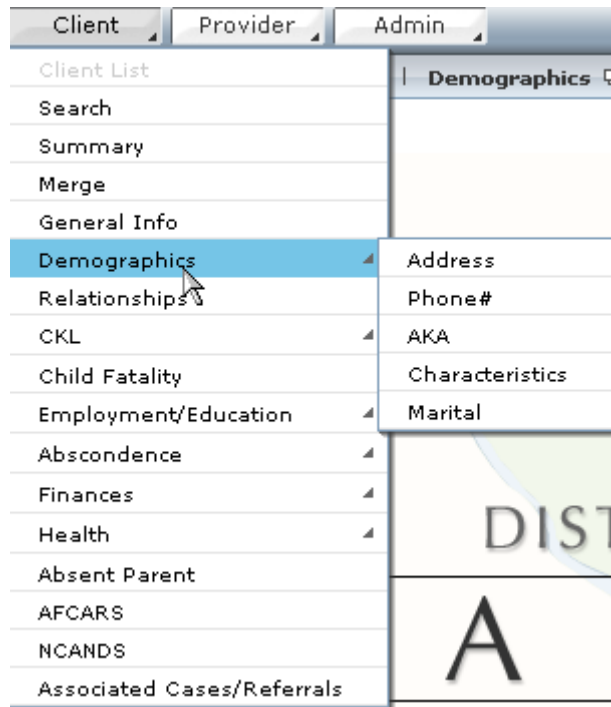 Client Provider Admin
Client List
| Demographics
Search
Summary
Merge
General Info
Demographics
Relationships
CKL
Child Fatality
Employment/Education
Abscondence
Finances
Health
Absent Parent
AFCARS
NCANDS
Associated Cases/Referrals
Address
Phone#
AKA
Characteristics
Marital
DIST
A